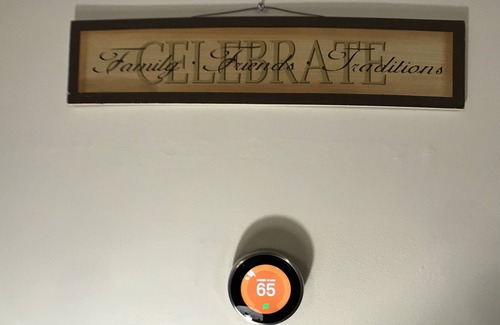 CELEBRATE
Family · Friends · Traditions
65